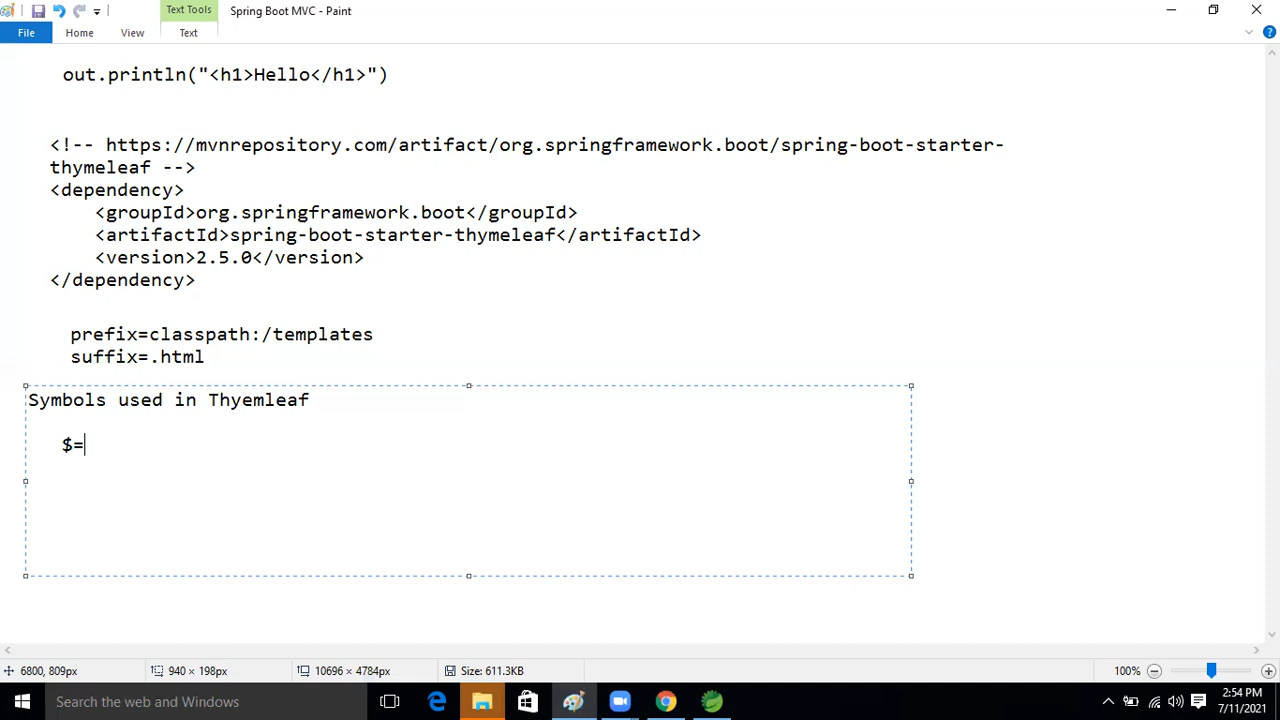 Text Tools
Spring Boot MVC - Paint
File
Home
View
Text
out.println("<h1>Hello</h1>")
<!-- https://mvnrepository.com/artifact/org.springframework.boot/spring-boot-starter-
thymeleaf -->
<dependency>
<groupId>org.springframework.boot</groupId>
<artifactId>spring-boot-starter-thymeleaf</artifactId>
<version>2.5.0</version>
</dependency>
prefix=classpath:/templates
suffix=.html
Symbols used in Thyemleaf
$=
6800, 809px
940 × 198px
10696 × 4784px
Size: 611.3KB
100%
Search the web and Windows
2:54 PM
7/11/2021